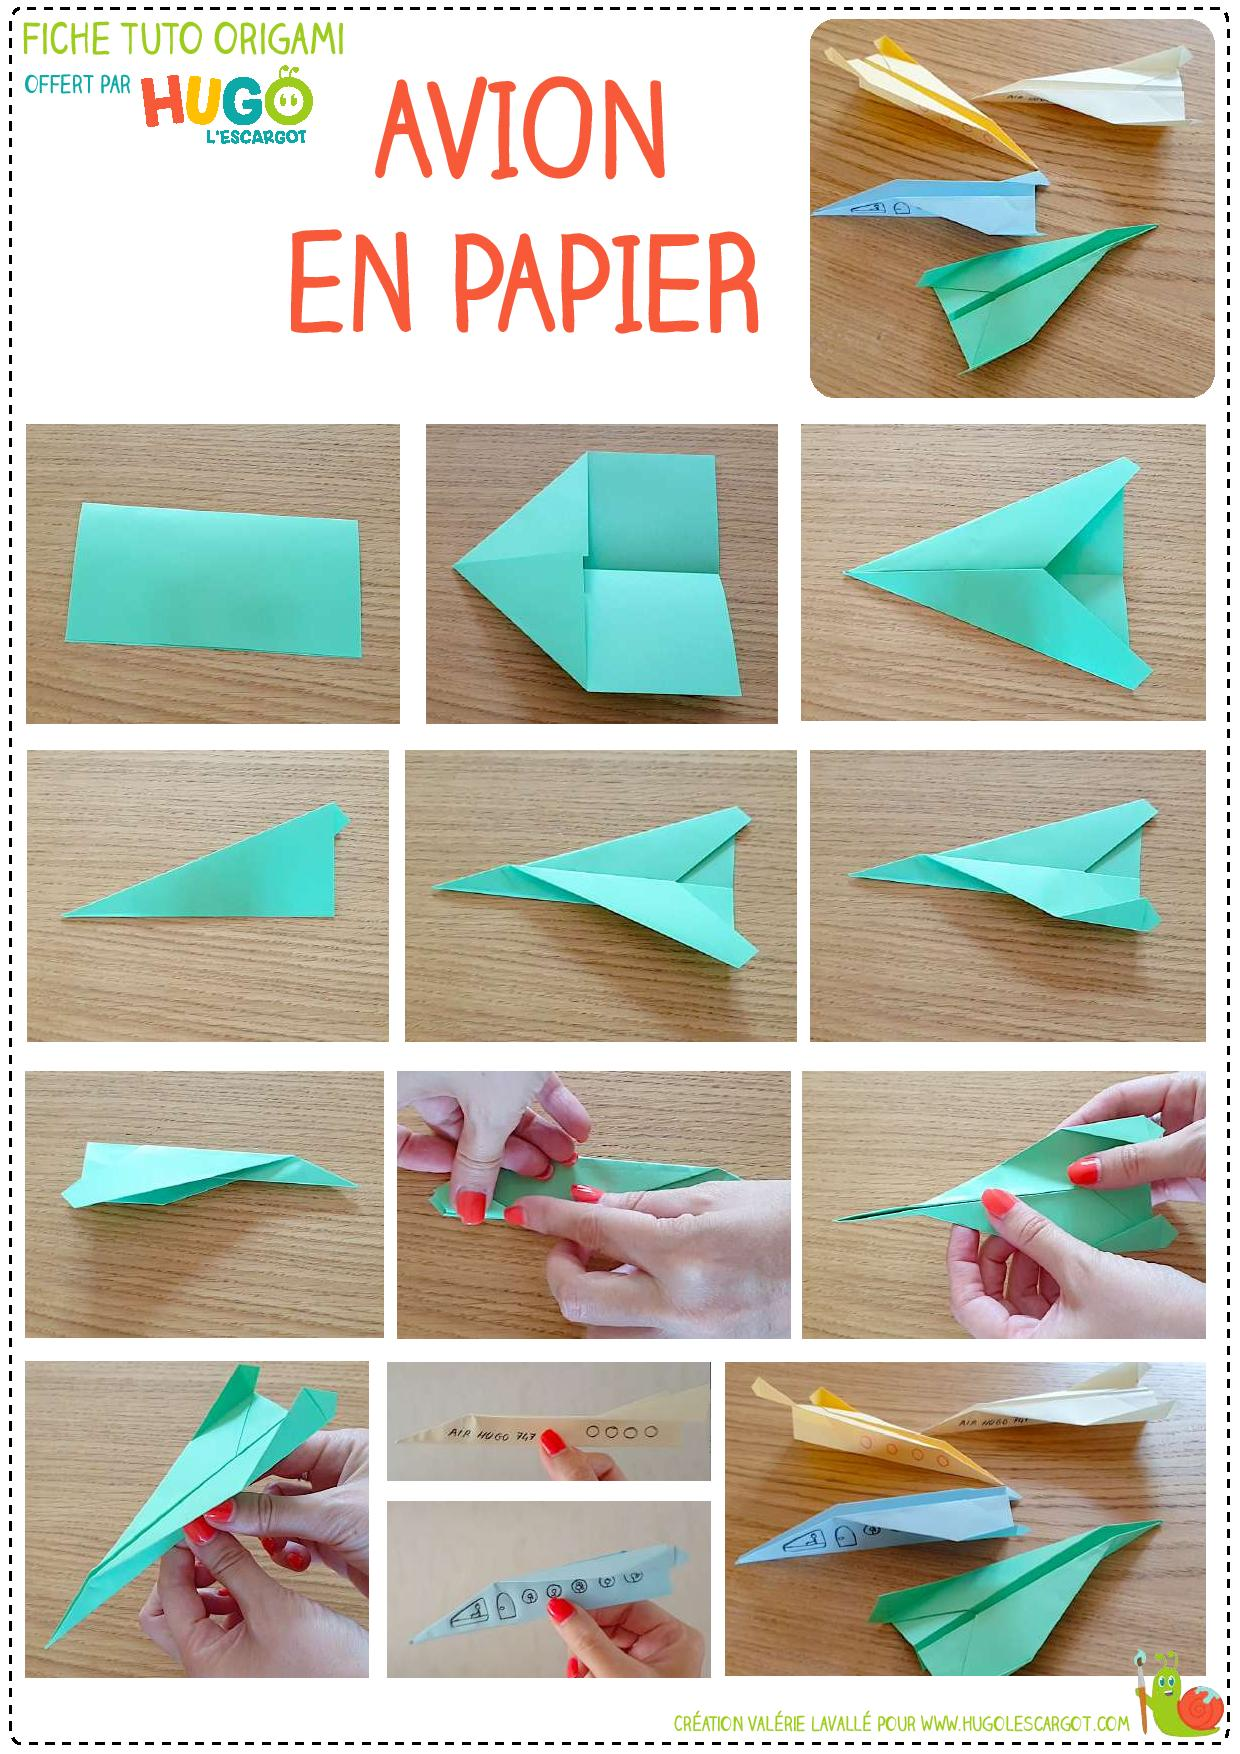 FICHE TUTO ORIGAMI
OFFERT PAR HUGO
L'ESCARGOT
AVION
EN PAPIER
AIR HUGO 747
AIR HUGO 747
CRÉATION VALÉRIE LAVALLÉ POUR WWW.HUGOLESCARGOT.COM